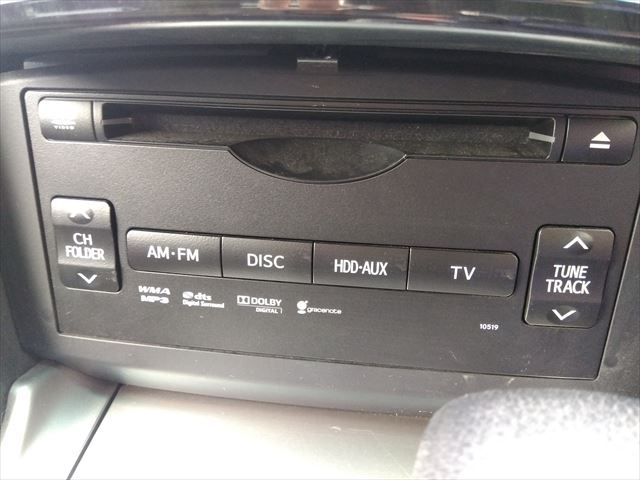 VIDEO
CH
FOLDER
AM·FM
DISC
HDD·AUX
TV
TUNE
TRACK
WMA
MP3
dts
Digital Surround
DOLBY
DIGITAL
gracenote
10519